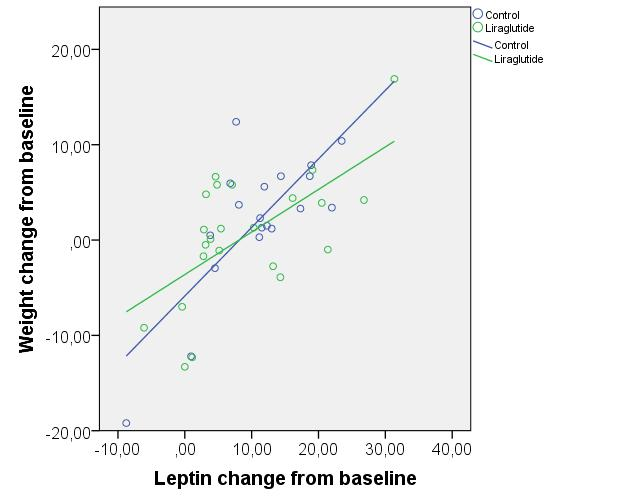 Control
Liraglutide
Control
Liraglutide
Weight change from baseline
20,00
10,00
,00
-10,00
-20,00
-10,00 ,00 10,00 20,00 30,00 40,00
Leptin change from baseline